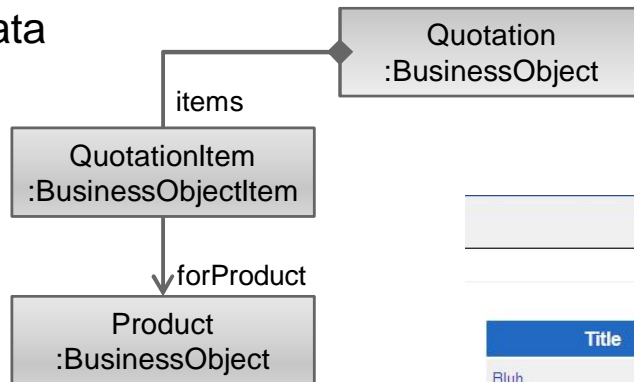 ata
Quotation
:BusinessObject
items
QuotationItem
:BusinessObjectItem
forProduct
Product
:BusinessObject
Title
Bluh